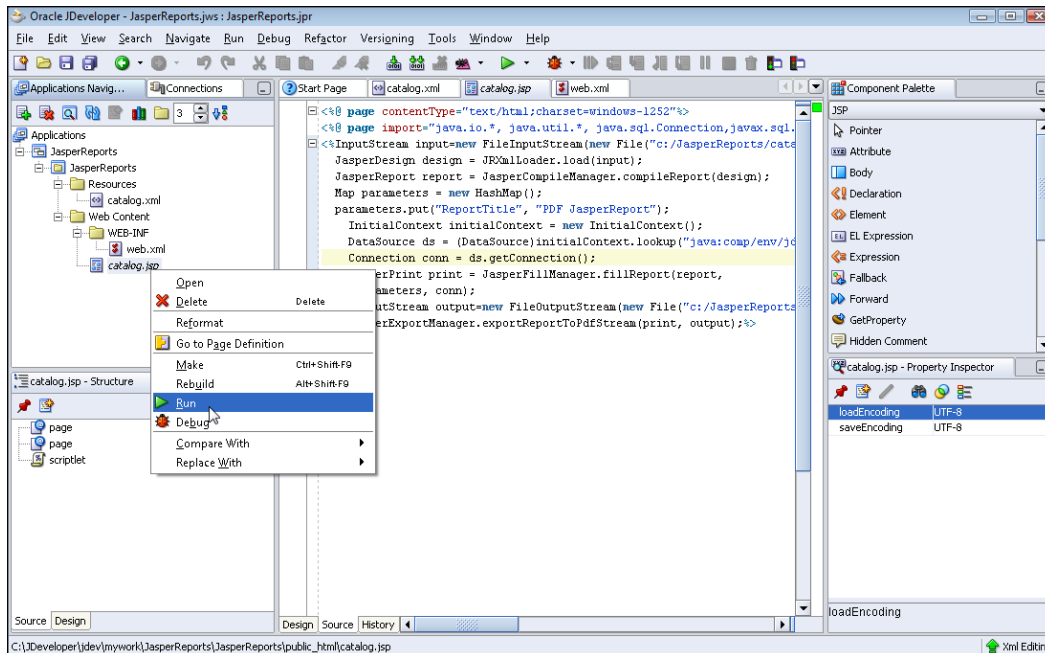 Oracle JDeveloper - JasperReports.jws : JasperReports.jpr
File Edit View Search Navigate Run Debug Refactor Versioning Tools Window Help
Applications Navig...
Connections
3
Applications
JasperReports
JasperReports
Resources
catalog.xml
Web Content
WEB-INF
web.xml
catalog.jsp
Open
Delete Delete
Reformat
Go to Page Definition
Make Ctrl+Shift-F9
Rebuild Alt+Shift-F9
Run
Debug
Compare With
Replace With
catalog.jsp - Structure
page
page
scriptlet
Source Design
Start Page catalog.xml catalog.jsp web.xml
<%@ page contentType="text/html;charset=windows-1252"%>
<%@ page import="java.io.*, java.util.*, java.sql.Connection,javax.sql.
<%InputStream input=new FileInputStream(new File("c:/JasperReports/cata
JasperDesign design = JRXmlLoader.load(input);
JasperReport report = JasperCompileManager.compileReport(design);
Map parameters = new HashMap();
parameters.put("ReportTitle", "PDF JasperReport");
InitialContext initialContext = new InitialContext();
DataSource ds = (DataSource)initialContext.lookup("java:comp/env/jd
Connection conn = ds.getConnection();
erPrint print = JasperFillManager.fillReport(report,
ameters, conn);
utStream output=new FileOutputStream(new File("c:/JasperReports
erExportManager.exportReportToPdfStream(print, output);%>
Design Source History
Component Palette
JSP
Pointer
Attribute
Body
Declaration
Element
EL Expression
Expression
Fallback
Forward
GetProperty
Hidden Comment
catalog.jsp - Property Inspector
loadEncoding UTF-8
saveEncoding UTF-8
loadEncoding
C:\JDeveloper\jdev\mywork\JasperReports\JasperReports\public_html\catalog.jsp
Xml Editin